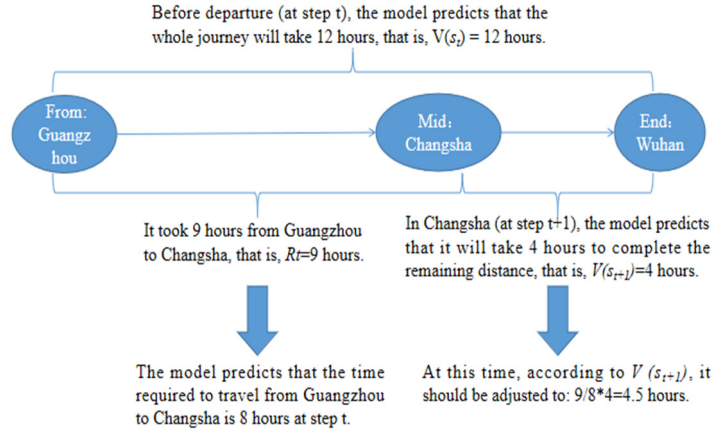 Before departure (at step t), the model predicts that the
whole journey will take 12 hours, that is, V(st) = 12 hours.
From:
Guangz
hou
Mid:
Changsha
End:
Wuhan
It took 9 hours from Guangzhou
to Changsha, that is, Rt=9 hours.
In Changsha (at step t+1), the model predicts
that it will take 4 hours to complete the
remaining distance, that is, V(st+1)=4 hours.
The model predicts that the time
required to travel from Guangzhou
to Changsha is 8 hours at step t.
At this time, according to V (st+1), it
should be adjusted to: 9/8*4=4.5 hours.